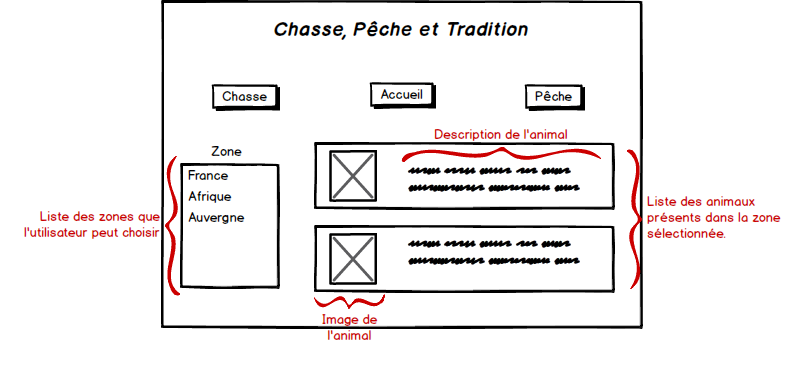 Chasse, Pêche et Tradition
Chasse
Accueil
Pêche
Description de l'animal
Zone
France
Afrique
Auvergne
Liste des zones que
l'utilisateur peut choisir
Liste des animaux
présents dans la zone
sélectionnée.
Image de
l'animal